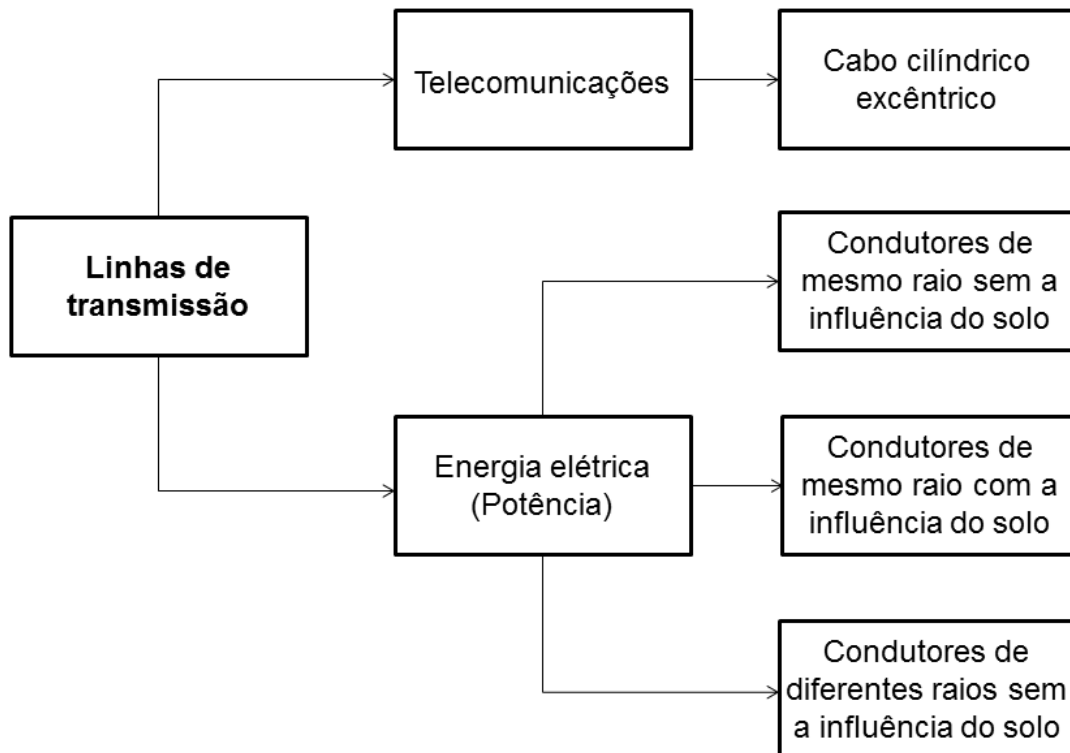 Telecomunicações
Cabo cilíndrico
excêntrico
Linhas de
transmissão
Condutores de
mesmo raio sem a
influência do solo
Energia elétrica
(Potência)
Condutores de
mesmo raio com a
influência do solo
Condutores de
diferentes raios sem
a influência do solo